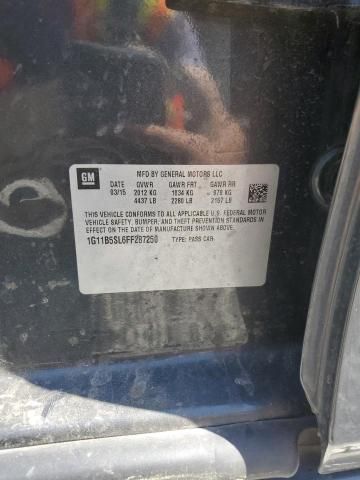 GM
MFD BY GENERAL MOTORS LLC
DATE GVWR GAWR FRT GAWR RR
03/15 2012 KG 1034 KG 978 KG
4437 LB 2280 LB 2157 LB
THIS VEHICLE CONFORMS TO ALL APPLICABLE U.S. FEDERAL MOTOR
VEHICLE SAFETY, BUMPER, AND THEFT PREVENTION STANDARDS IN
EFFECT ON THE DATE OF MANUFACTURE SHOWN ABOVE.
1G11B5SL6FF287250 TYPE: PASS CAR